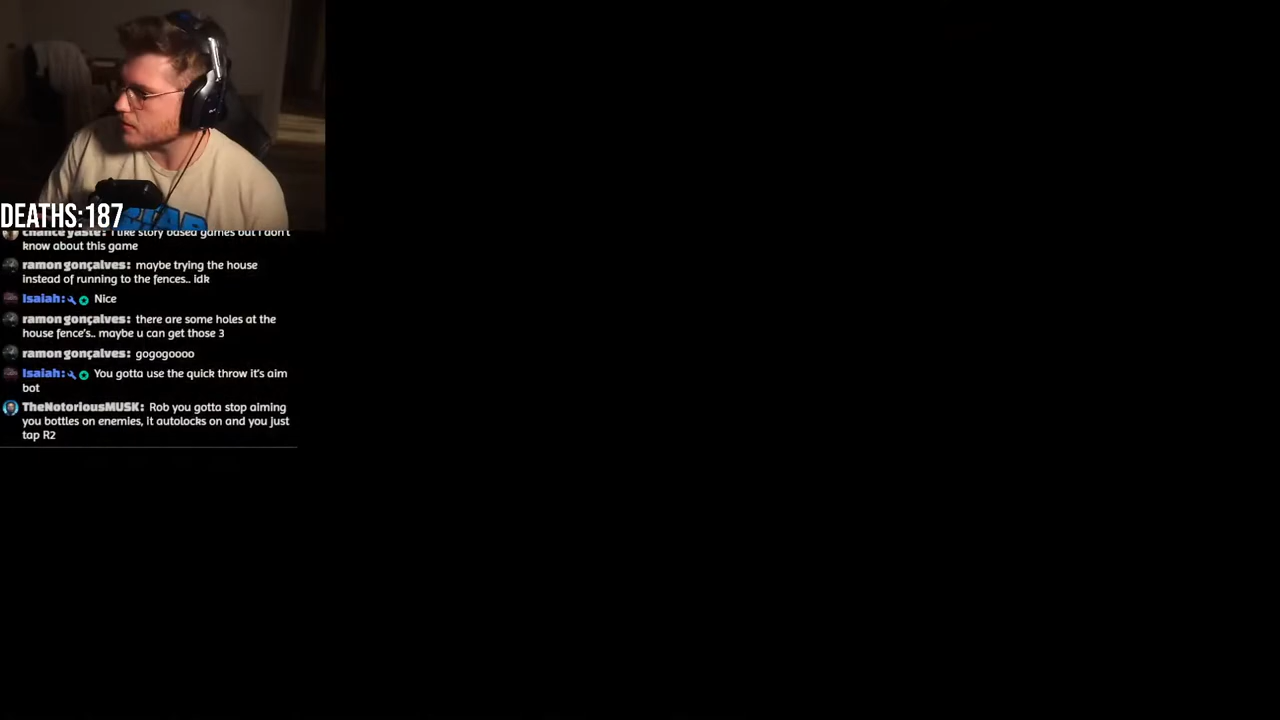 DEATHS:187
chance yaste: I like story based games but I don't
know about this game
ramon gonçalves: maybe trying the house
instead of running to the fences.. idk
Isaiah: Nice
ramon gonçalves: there are some holes at the
house fence's.. maybe u can get those 3
ramon gonçalves: gogogoooo
Isaiah: You gotta use the quick throw it's aim
bot
TheNotoriousMUSK: Rob you gotta stop aiming
you bottles on enemies, it autolocks on and you just
tap R2